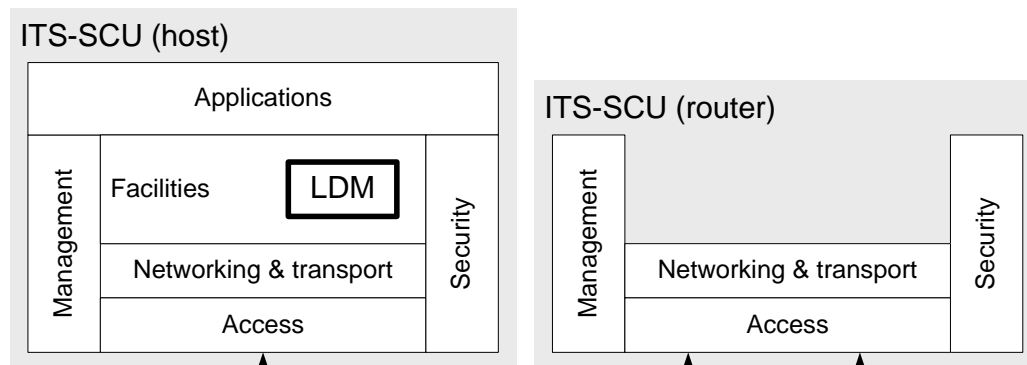 ITS-SCU (host)
Applications
Management
Facilities
LDM
Security
Networking & transport
Access
ITS-SCU (router)
Management
Security
Networking & transport
Access